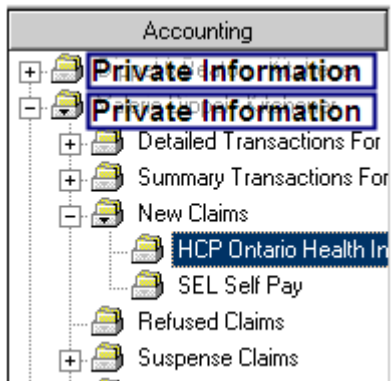 Accounting
Private Information
Private Information
Detailed Transactions For
Summary Transactions For
New Claims
HCP Ontario Health In
SEL Self Pay
Refused Claims
Suspense Claims